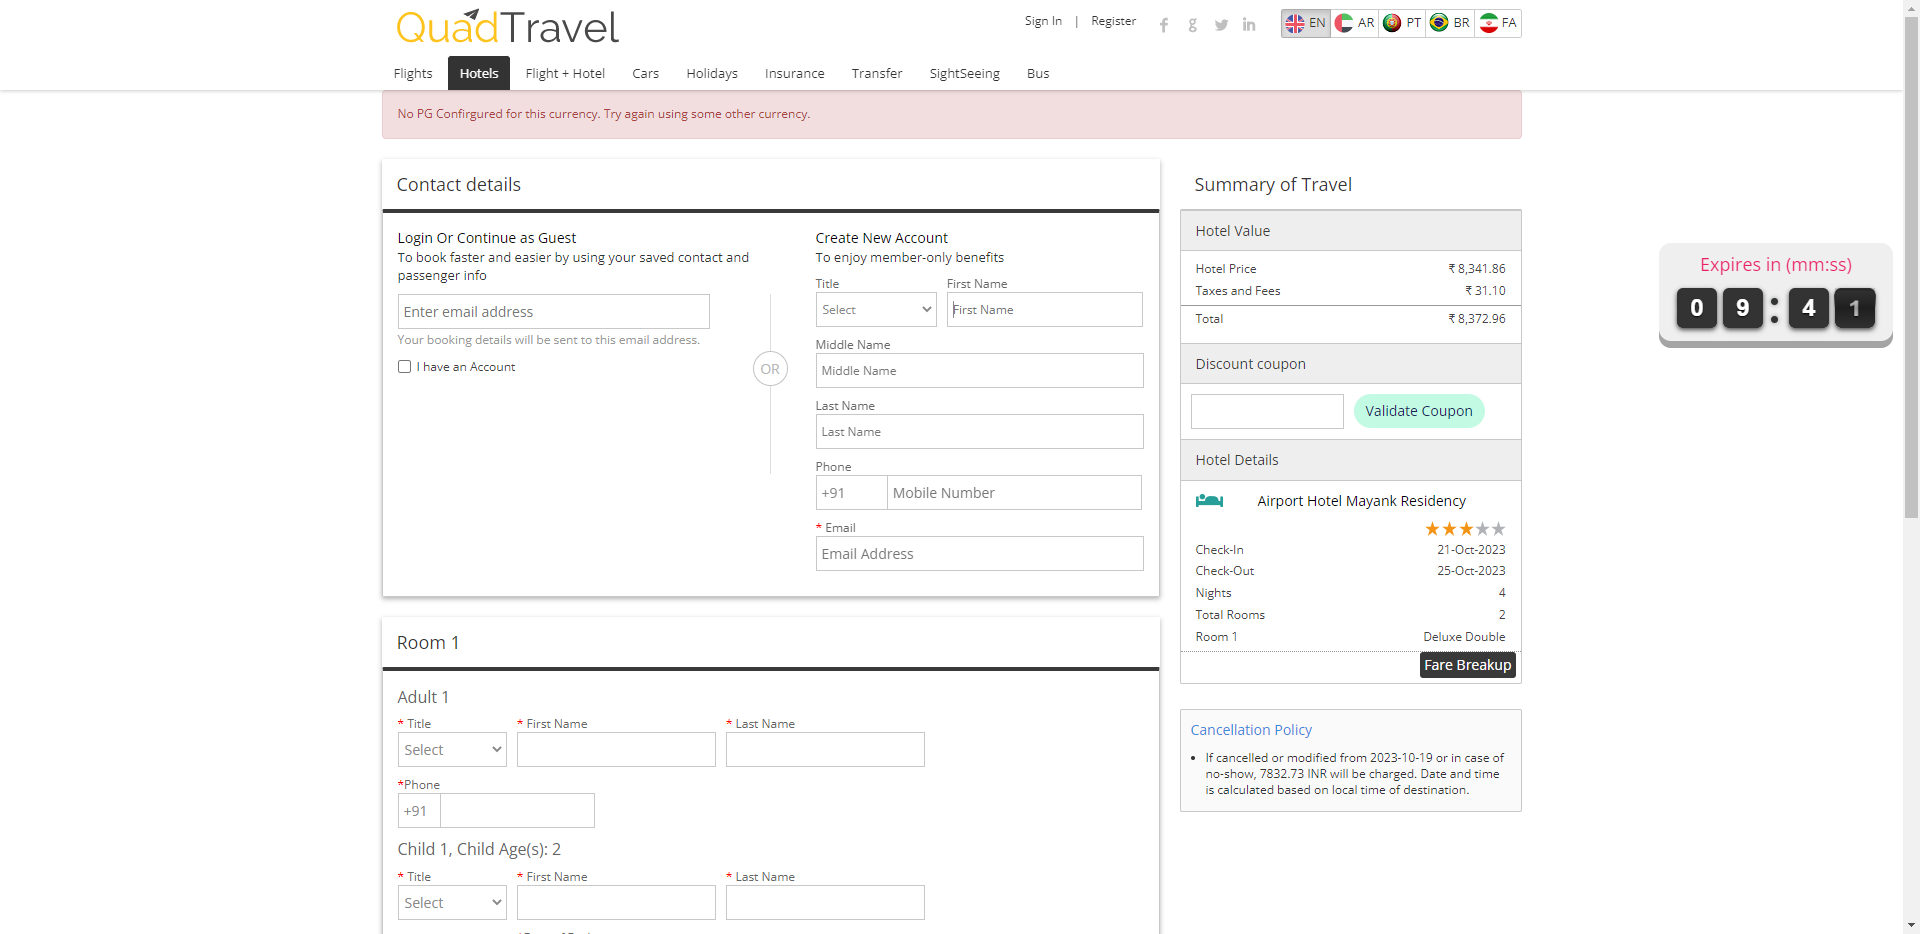 QuadTravel
Sign In | Register
EN AR PT BR FA
Flights Hotels Flight + Hotel Cars Holidays Insurance Transfer SightSeeing Bus
No PG Confirgured for this currency. Try again using some other currency.
Contact details
Login Or Continue as Guest
To book faster and easier by using your saved contact and
passenger info
Enter email address
Your booking details will be sent to this email address.
I have an Account
OR
Create New Account
To enjoy member-only benefits
Title First Name
Select First Name
Middle Name
Middle Name
Last Name
Last Name
Phone
+91 Mobile Number
* Email
Email Address
Room 1
Adult 1
* Title * First Name * Last Name
Select
*Phone
+91
Child 1, Child Age(s): 2
* Title * First Name * Last Name
Select
Summary of Travel
Hotel Value
Hotel Price ₹ 8,341.86
Taxes and Fees ₹ 31.10
Total ₹ 8,372.96
Discount coupon
Validate Coupon
Hotel Details
Airport Hotel Mayank Residency
Check-In 21-Oct-2023
Check-Out 25-Oct-2023
Nights 4
Total Rooms 2
Room 1 Deluxe Double
Fare Breakup
Cancellation Policy
If cancelled or modified from 2023-10-19 or in case of
no-show, 7832.73 INR will be charged. Date and time
is calculated based on local time of destination.
Expires in (mm:ss)
09:41